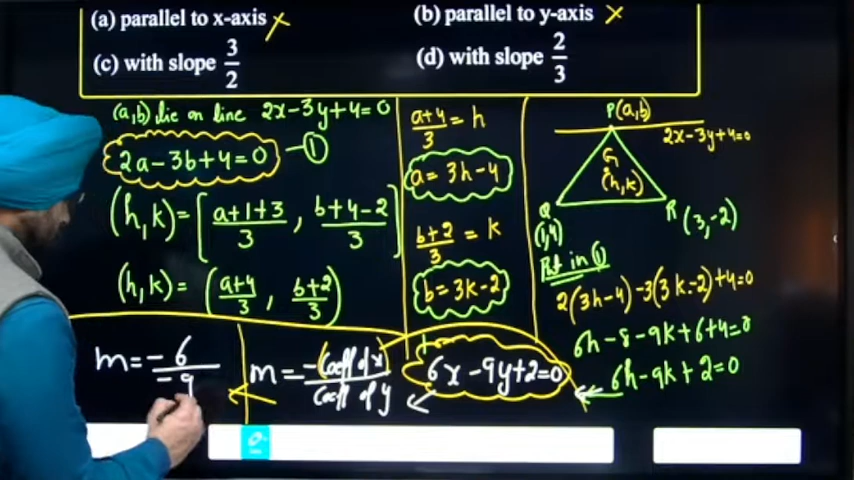 (a) parallel to x-axis ×
(b) parallel to y-axis ×
(c) with slope 3/2
(d) with slope 2/3
(a,b) lie on line 2x-3y+4=0
2a-3b+4=0 -①
(h,k)=[a+1+3/3, b+4-2/3]
(h,k)=(a+4/3, b+2/3)
a+4/3=h
a=3h-4
b+2/3=k
b=3k-2
P(a,b)
2x-3y+4=0
G
(h,k)
Q
(1,4)
R(3,-2)
Put in ①
2(3h-4)-3(3k-2)+4=0
6h-8-9k+6+4=0
6h-9k+2=0
6x-9y+2=0
m=-Coeff of x/Coeff of y
m=-6/-9